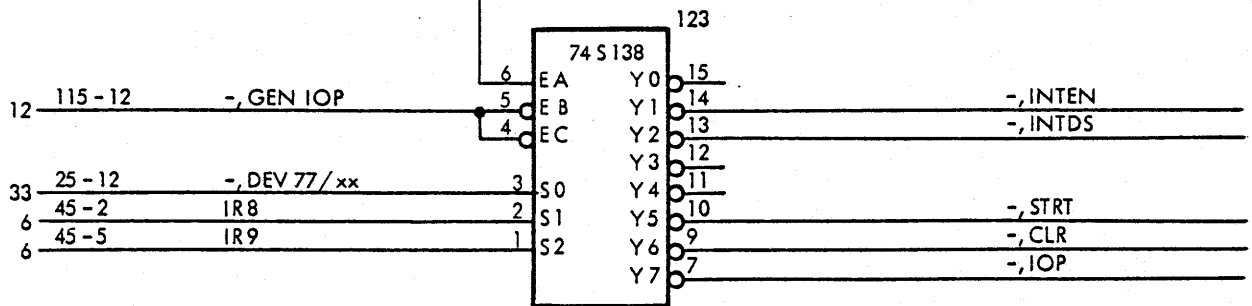 123
74 S 138
6 EA Y0 15
12 115-12 -, GEN IOP 5 EB Y1 14 -, INTEN
4 EC Y2 13 -, INTDS
Y3 12
33 25-12 -, DEV 77/xx 3 S0 Y4 11
6 45-2 IR8 2 S1 Y5 10 -, STRT
6 45-5 IR9 1 S2 Y6 9 -, CLR
Y7 7 -, IOP